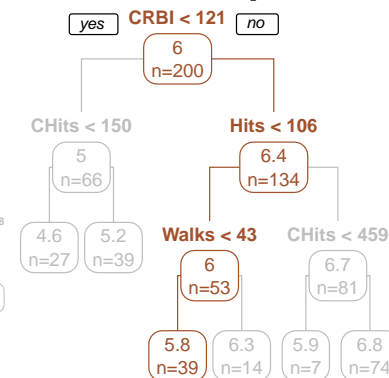 yes CRBI < 121 no
6
n=200
CHits < 150 Hits < 106
5 6.4
n=66 n=134
Walks < 43 CHits < 459
4.6 5.2 6 6.7
n=27 n=39 n=53 n=81
5.8 6.3 5.9 6.8
n=39 n=14 n=7 n=74